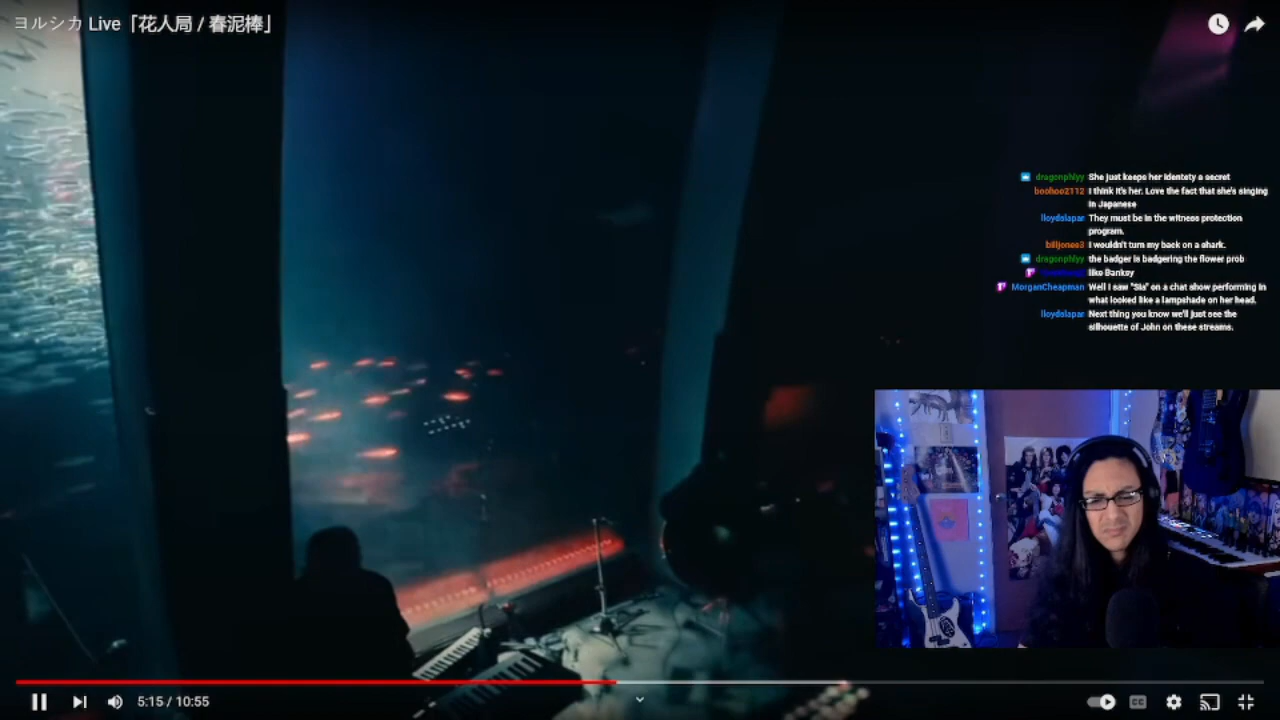 ヨルシカ Live「花人局 / 春泥棒」
dragonphlyy She just keeps her identety a secret
boohoo2112 I think it's her. Love the fact that she's singing
in Japanese
lloydslapar They must be in the witness protection
program.
billjones3 I wouldn't turn my back on a shark.
dragonphlyy the badger is badgering the flower prob
like Banksy
MorganCheapman Well I saw "Sia" on a chat show performing in
what looked like a lampshade on her head.
lloydslapar Next thing you know we'll just see the
silhouette of John on these streams.
5:15 / 10:55
CC